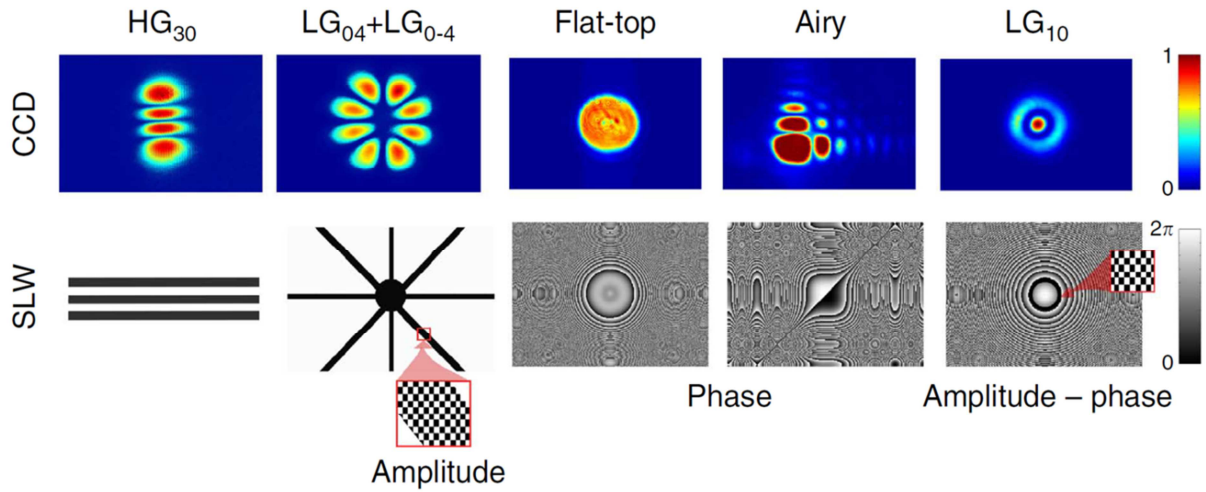 HG₃₀ LG₀₄+LG₀₋₄ Flat-top Airy LG₁₀
CCD
1
0
SLW
2π
0
Phase Amplitude – phase
Amplitude